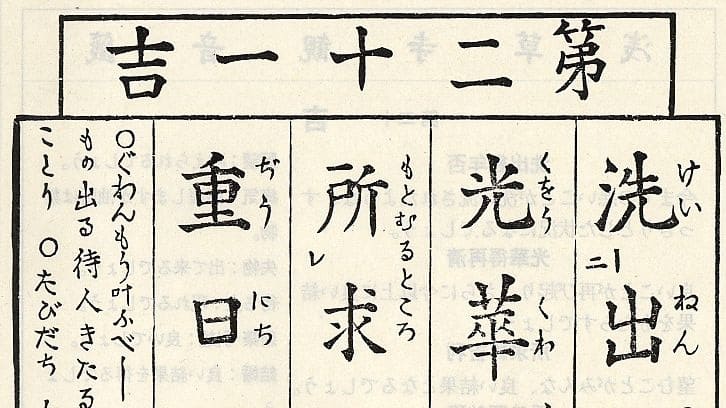 第二十一吉
けい ねん
洗二出
くをう くわ
光華
もとむるところ
所レ求
ぢう にち
重日
○ぐわんもう叶ふべし
もの出る待人きたる
ことり ○たびだち